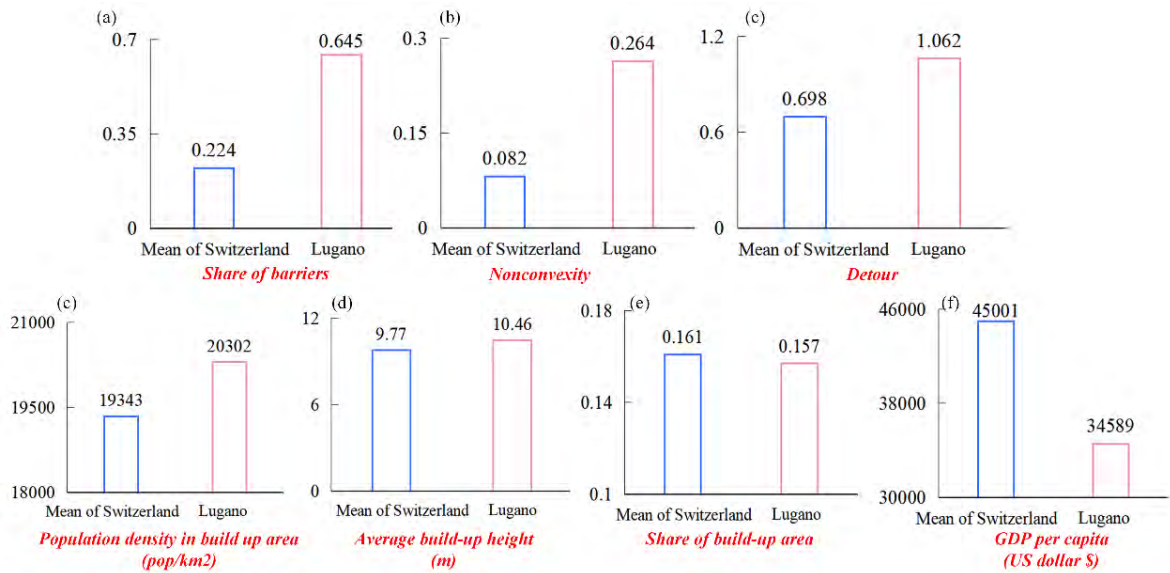 (a)
0.7
0.35
0
0.224
0.645
Mean of Switzerland Lugano
Share of barriers
(b)
0.3
0.15
0
0.082
0.264
Mean of Switzerland Lugano
Nonconvexity
(c)
1.2
0.6
0
0.698
1.062
Mean of Switzerland Lugano
Detour
(c)
21000
19500
18000
19343
20302
Mean of Switzerland Lugano
Population density in build up area
(pop/km2)
(d)
12
6
0
9.77
10.46
Mean of Switzerland Lugano
Average build-up height
(m)
(e)
0.18
0.14
0.1
0.161
0.157
Mean of Switzerland Lugano
Share of build-up area
(f)
46000
38000
30000
45001
34589
Mean of Switzerland Lugano
GDP per capita
(US dollar $)